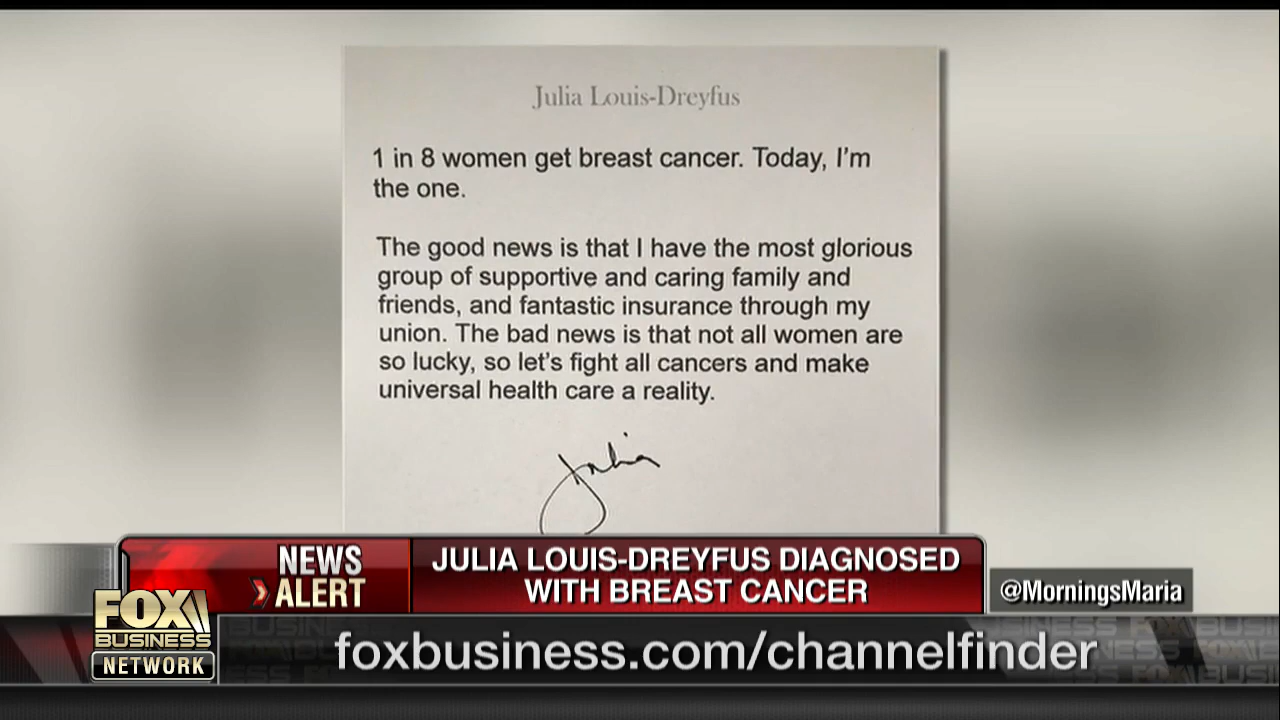 Julia Louis-Dreyfus
1 in 8 women get breast cancer. Today, I'm
the one.
The good news is that I have the most glorious
group of supportive and caring family and
friends, and fantastic insurance through my
union. The bad news is that not all women are
so lucky, so let's fight all cancers and make
universal health care a reality.
Julia
NEWS
ALERT
JULIA LOUIS-DREYFUS DIAGNOSED
WITH BREAST CANCER
@MorningsMaria
FOX
BUSINESS
NETWORK
foxbusiness.com/channelfinder